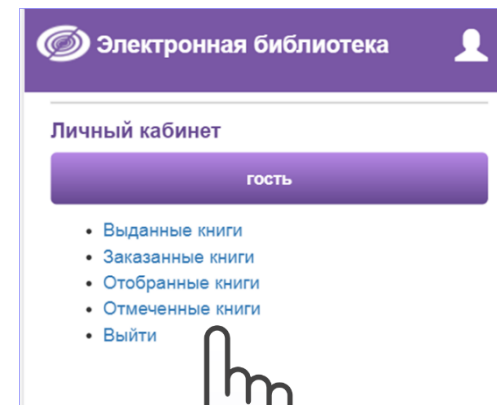 Электронная библиотека
Личный кабинет
гость
Выданные книги
Заказанные книги
Отобранные книги
Отмеченные книги
Выйти